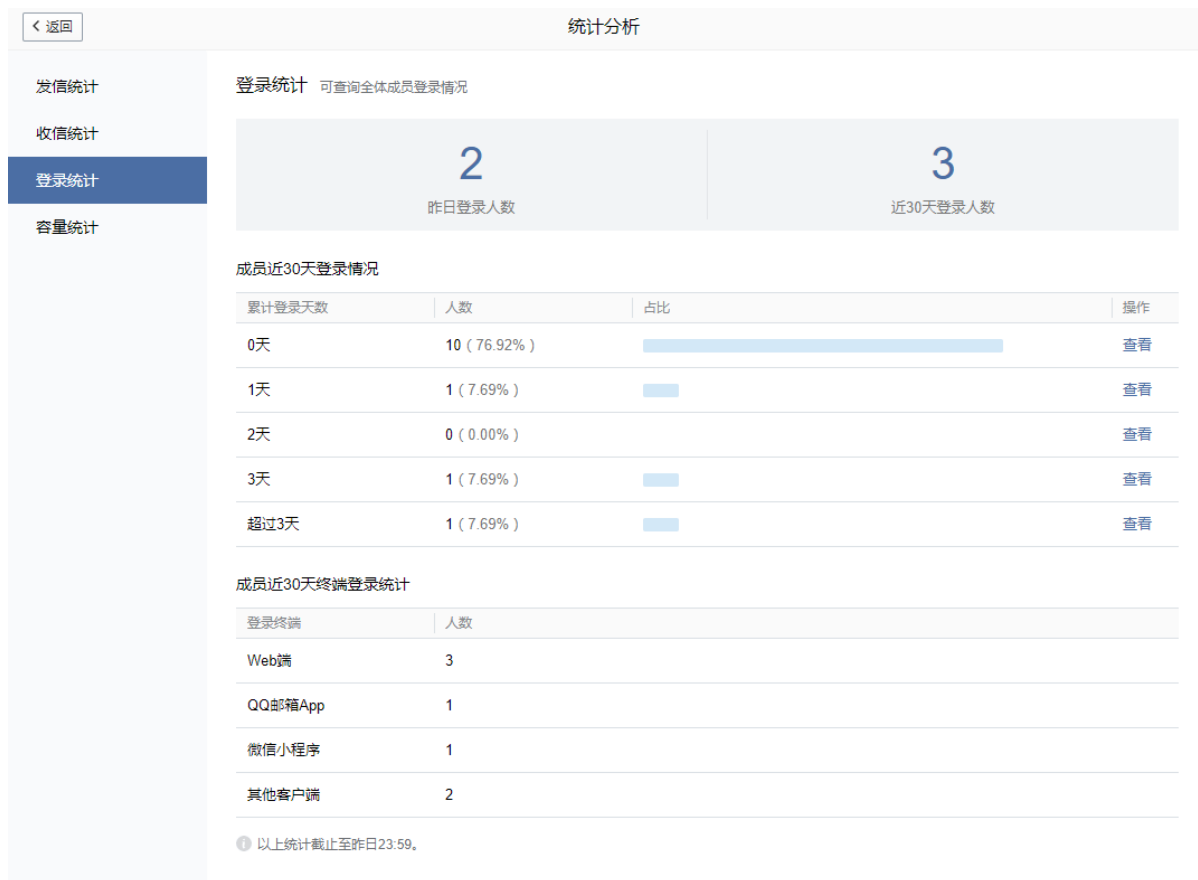 返回
统计分析
发信统计
收信统计
登录统计
容量统计
登录统计 可查询全体成员登录情况
2 3
昨日登录人数 近30天登录人数
成员近30天登录情况
累计登录天数 人数 占比 操作
0天 10 ( 76.92% ) 查看
1天 1 ( 7.69% ) 查看
2天 0 ( 0.00% ) 查看
3天 1 ( 7.69% ) 查看
超过3天 1 ( 7.69% ) 查看
成员近30天终端登录统计
登录终端 人数
Web端 3
QQ邮箱App 1
微信小程序 1
其他客户端 2
以上统计截止至昨日23:59。